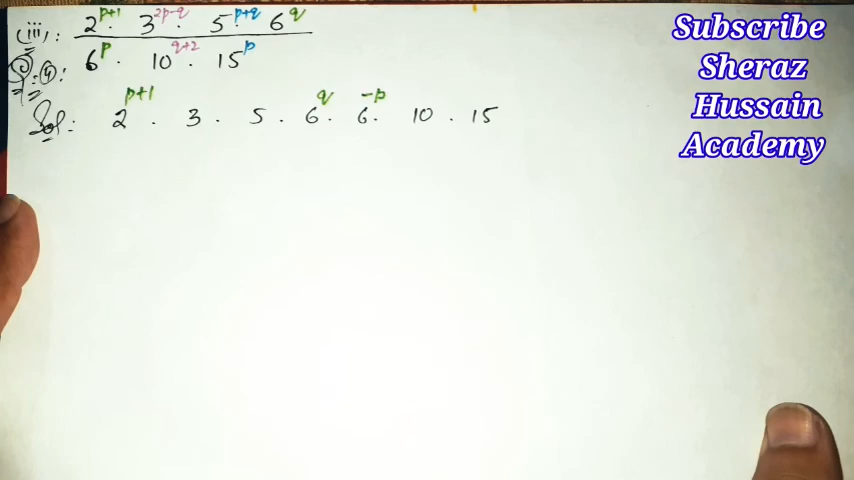 (iii): 2^{p+1} · 3^{2p-q} · 5^{p+q} · 6^{q}
Q.4: 6^{p} · 10^{q+2} · 15^{p}
Sol: 2^{p+1} · 3 · 5 · 6^{q} · 6^{-p} · 10 · 15
Subscribe
Sheraz
Hussain
Academy